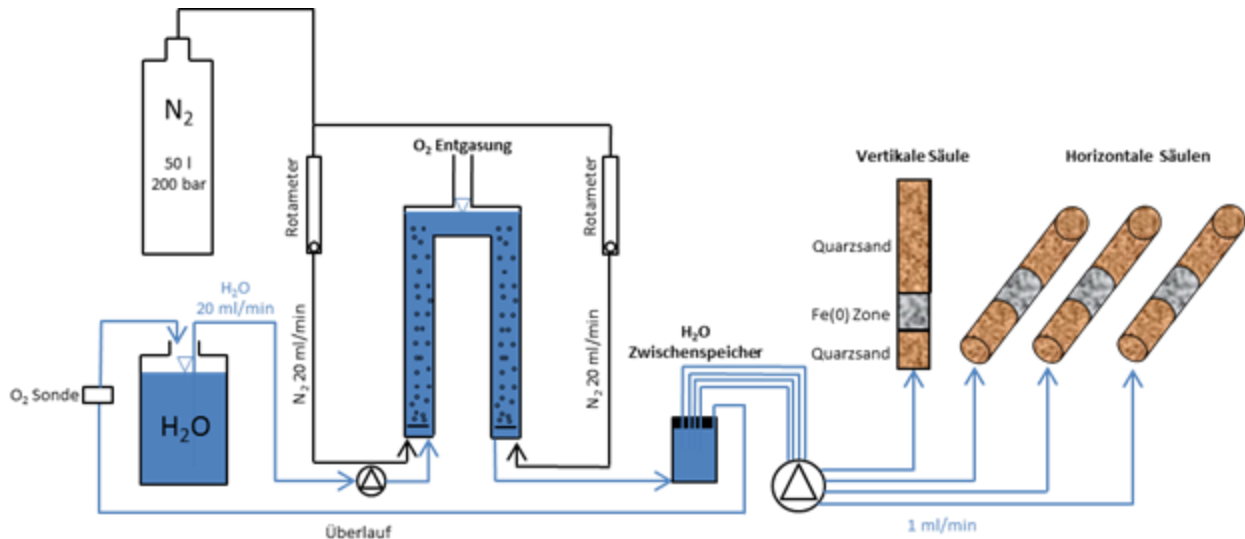 N₂
50 l
200 bar
Rotameter
O₂ Entgasung
Rotameter
Vertikale Säule
Horizontale Säulen
Quarzsand
Fe(0) Zone
Quarzsand
H₂O
20 ml/min
N₂ 20 ml/min
N₂ 20 ml/min
H₂O
Zwischenspeicher
O₂ Sonde
H₂O
Überlauf
1 ml/min